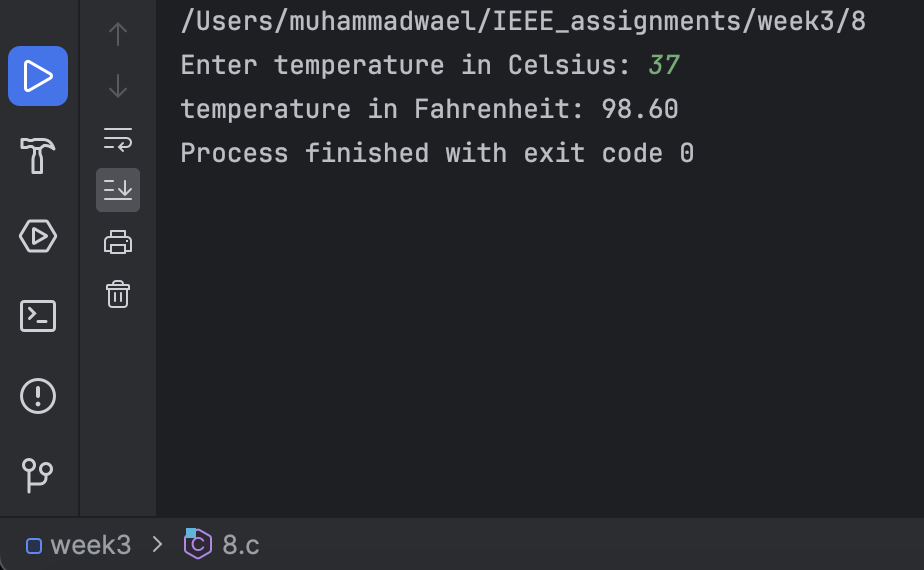 /Users/muhammadwael/IEEE_assignments/week3/8
Enter temperature in Celsius: 37
temperature in Fahrenheit: 98.60
Process finished with exit code 0
week3 > 8.c